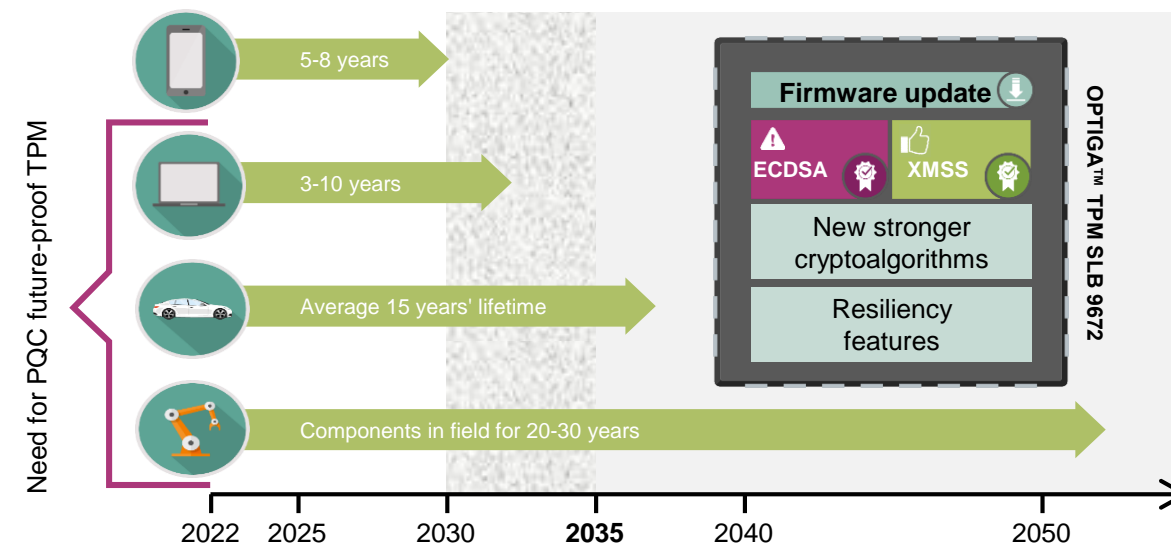 Need for PQC future-proof TPM
5-8 years
3-10 years
Average 15 years' lifetime
Components in field for 20-30 years
Firmware update
ECDSA
XMSS
New stronger
cryptoalgorithms
Resiliency
features
OPTIGA™ TPM SLB 9672
2022 2025 2030 2035 2040 2050